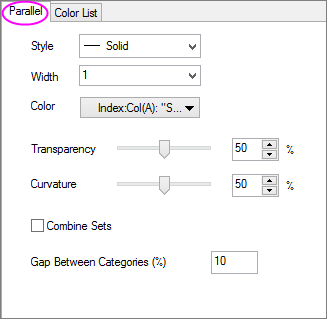 Parallel Color List
Style Solid
Width 1
Color Index:Col(A): "S...
Transparency 50 %
Curvature 50 %
Combine Sets
Gap Between Categories (%) 10